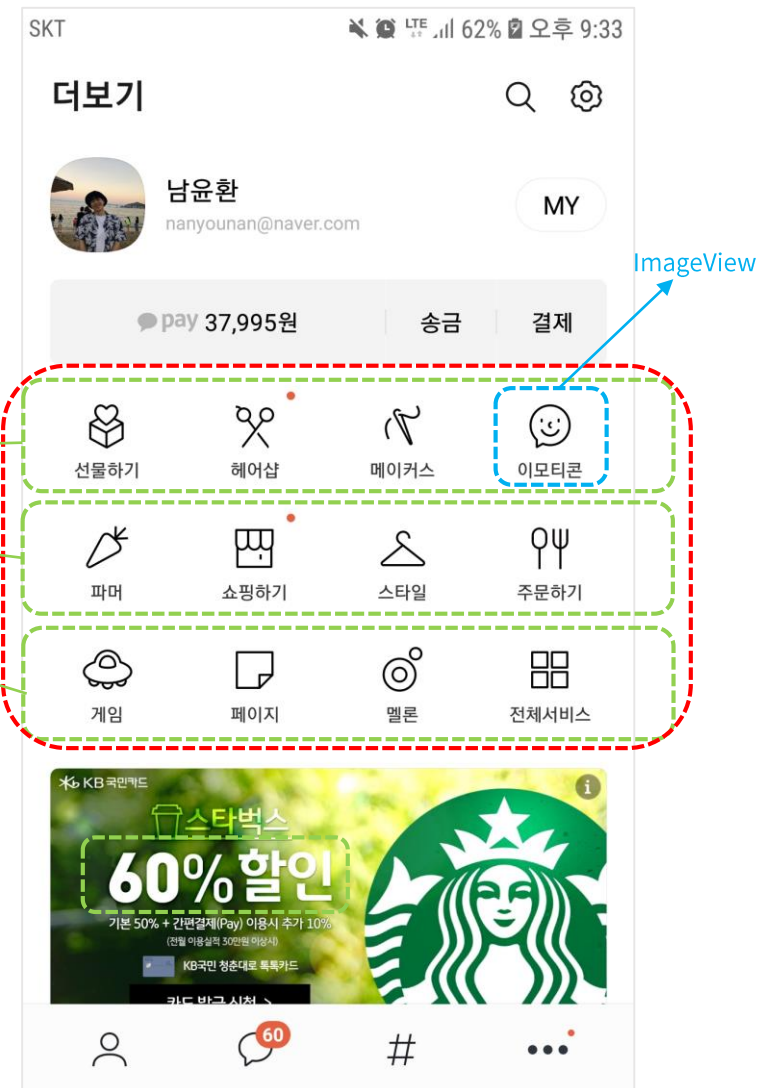 SKT LTE 62% 오후 9:33
더보기
남윤환
nanyounan@naver.com
MY
ImageView
pay 37,995원 송금 결제
선물하기 헤어샵 메이커스 이모티콘
파머 쇼핑하기 스타일 주문하기
게임 페이지 멜론 전체서비스
KB국민카드
스타벅스
60% 할인
기본 50% + 간편결제(Pay) 이용시 추가 10%
(전월 이용실적 30만원 이상시)
KB국민 청춘대로 톡톡카드
카드 발급 신청 >
60
#